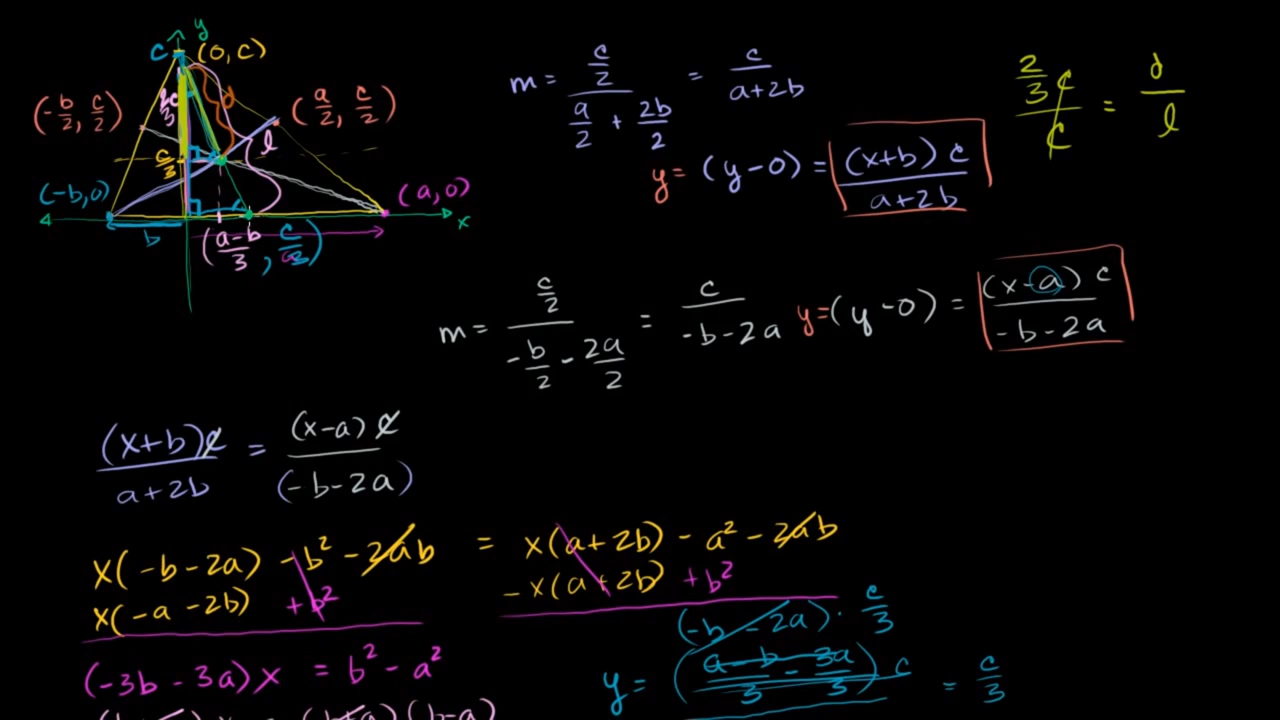 y
c (0, c)
(-b/2, c/2)
(a/2, c/2)
2c/3
d
l
c/3
(-b,0)
(a,0)
x
b
(a-b/3, c/3)
m = (c/2)/(a/2 + 2b/2) = c/(a+2b)
y= (y-0) = (x+b) c/(a+2b)
(2/3 c)/c = d/l
m = (c/2)/(-b/2 - 2a/2) = c/(-b-2a)
y= (y-0) = (x-a) c/(-b-2a)
(x+b)c/(a+2b) = (x-a) c/(-b-2a)
x(-b-2a) -b² -2ab = x(a+2b) - a² - 2ab
x(-a-2b) +b² -x(a+2b) +b²
(-3b - 3a)x = b² - a²
(-b - 2a) · c/3
y = (a-b/3 - 3a/3) c = c/3